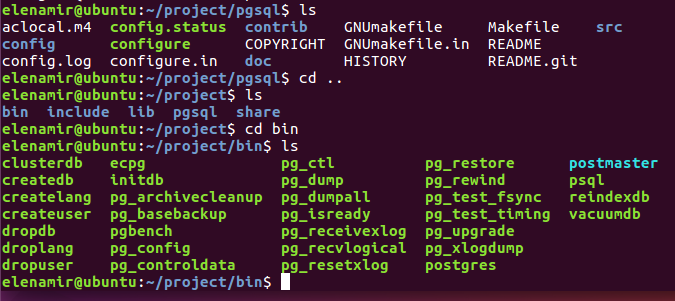 elenamir@ubuntu:~/project/pgsql$ ls
aclocal.m4 config.status contrib GNUmakefile Makefile src
config configure COPYRIGHT GNUmakefile.in README
config.log configure.in doc HISTORY README.git
elenamir@ubuntu:~/project/pgsql$ cd ..
elenamir@ubuntu:~/project$ ls
bin include lib pgsql share
elenamir@ubuntu:~/project$ cd bin
elenamir@ubuntu:~/project/bin$ ls
clusterdb ecpg pg_ctl pg_restore postmaster
createdb initdb pg_dump pg_rewind psql
createlang pg_archivecleanup pg_dumpall pg_test_fsync reindexdb
createuser pg_basebackup pg_isready pg_test_timing vacuumdb
dropdb pgbench pg_receivexlog pg_upgrade
droplang pg_config pg_recvlogical pg_xlogdump
dropuser pg_controldata pg_resetxlog postgres
elenamir@ubuntu:~/project/bin$